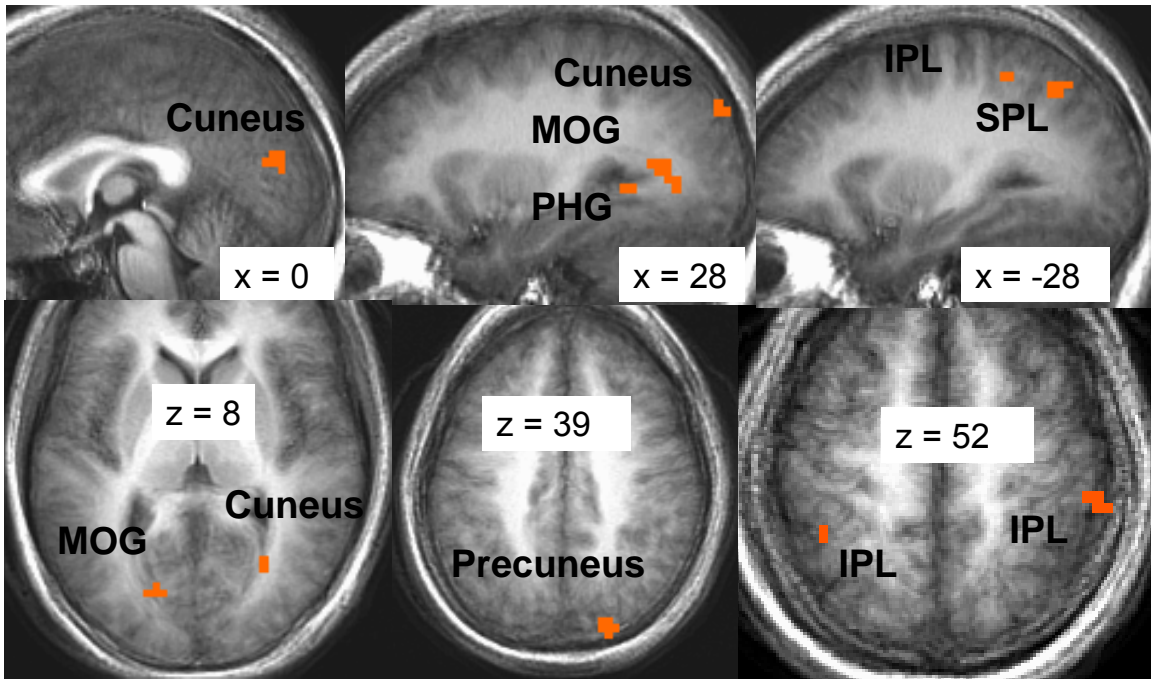 Cuneus
x = 0
Cuneus
MOG
PHG
x = 28
IPL
SPL
x = -28
z = 8
Cuneus
MOG
z = 39
Precuneus
z = 52
IPL
IPL